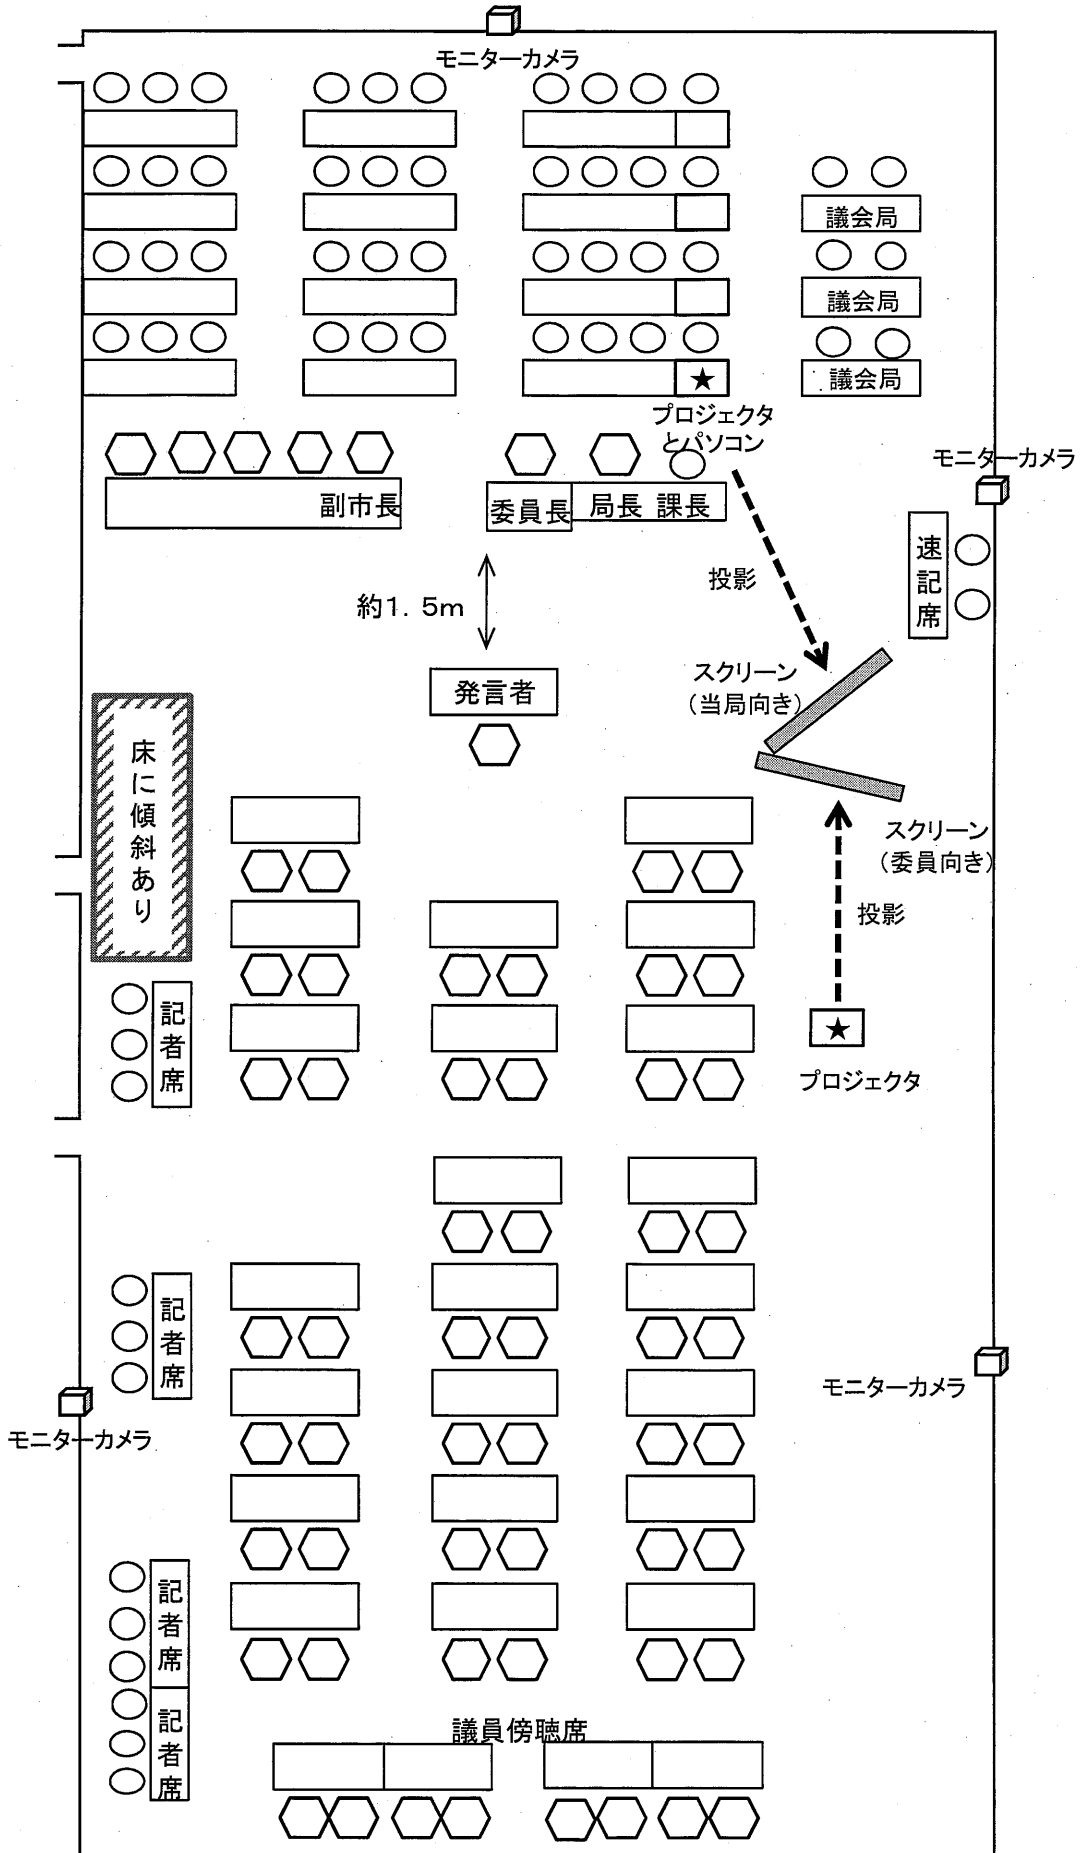 モニターカメラ
議会局
議会局
議会局
★
プロジェクタ
とパソコン
副市長
委員長
局長 課長
モニターカメラ
速記席
投影
約1.5m
スクリーン
(当局向き)
発言者
床に傾斜あり
スクリーン
(委員向き)
投影
★
プロジェクタ
記者席
記者席
モニターカメラ
モニターカメラ
記者席
記者席
議員傍聴席